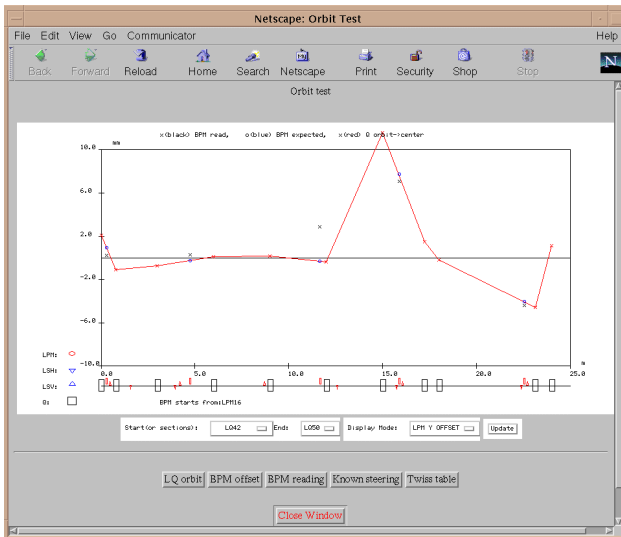 Netscape: Orbit Test
File Edit View Go Communicator Help
Back Forward Reload Home Search Netscape Print Security Shop Stop
N
Orbit test
x(black) BPM read, o(blue) BPM expected, x(red) Q orbit->center
mm
10.0
6.0
2.0
-2.0
-6.0
-10.0
0.0 5.0 10.0 15.0 20.0 25.0
m
LPM:
LSH:
LSV:
Q: BPM starts from:LPM16
Start(or sections): LQ42 End: LQ50 Display Mode: LPM Y OFFSET Update
LQ orbit BPM offset BPM reading Known steering Twiss table
Close Window